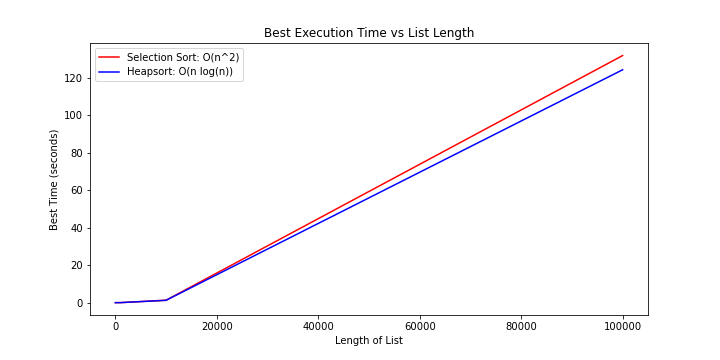 Best Execution Time vs List Length
Selection Sort: O(n^2)
Heapsort: O(n log(n))
Best Time (seconds)
120
100
80
60
40
20
0
0 20000 40000 60000 80000 100000
Length of List